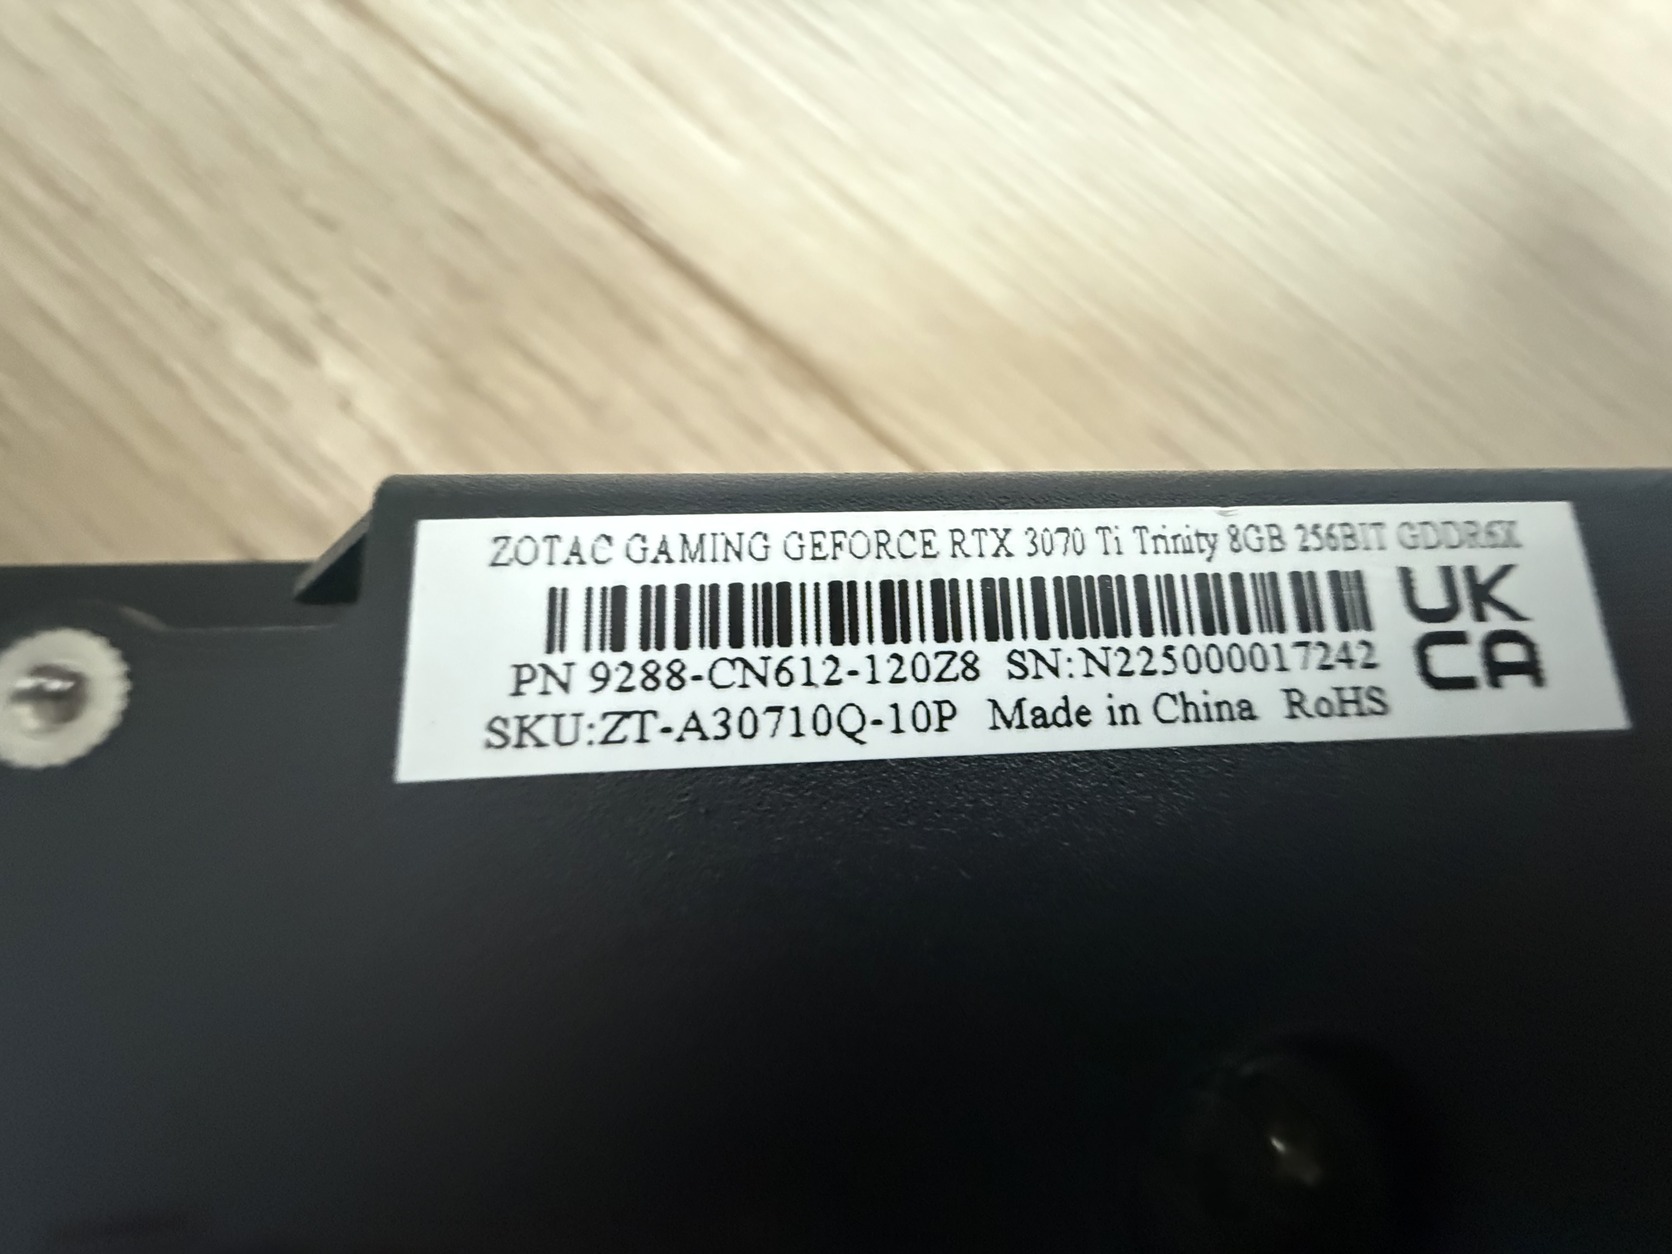 ZOTAC GAMING GEFORCE RTX 3070 Ti Trinity 8GB 256BIT GDDR6X
PN 9288-CN612-120Z8 SN:N225000017242
SKU:ZT-A30710Q-10P Made in China RoHS
UK
CA